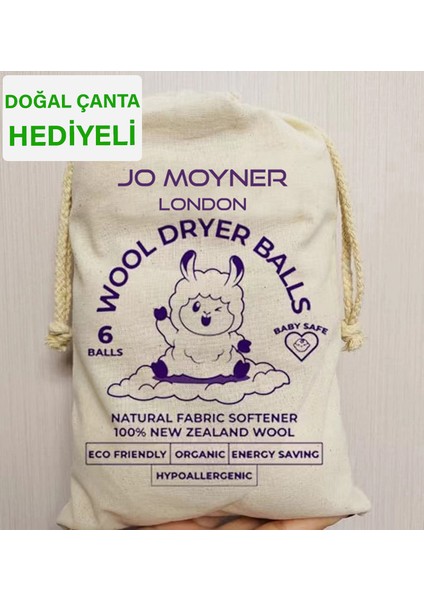 DOĞAL ÇANTA
HEDİYELİ
JO MOYNER
LONDON
WOOL DRYER BALLS
6
BALLS
BABY SAFE
NATURAL FABRIC SOFTENER
100% NEW ZEALAND WOOL
ECO FRIENDLY ORGANIC ENERGY SAVING
HYPOALLERGENIC